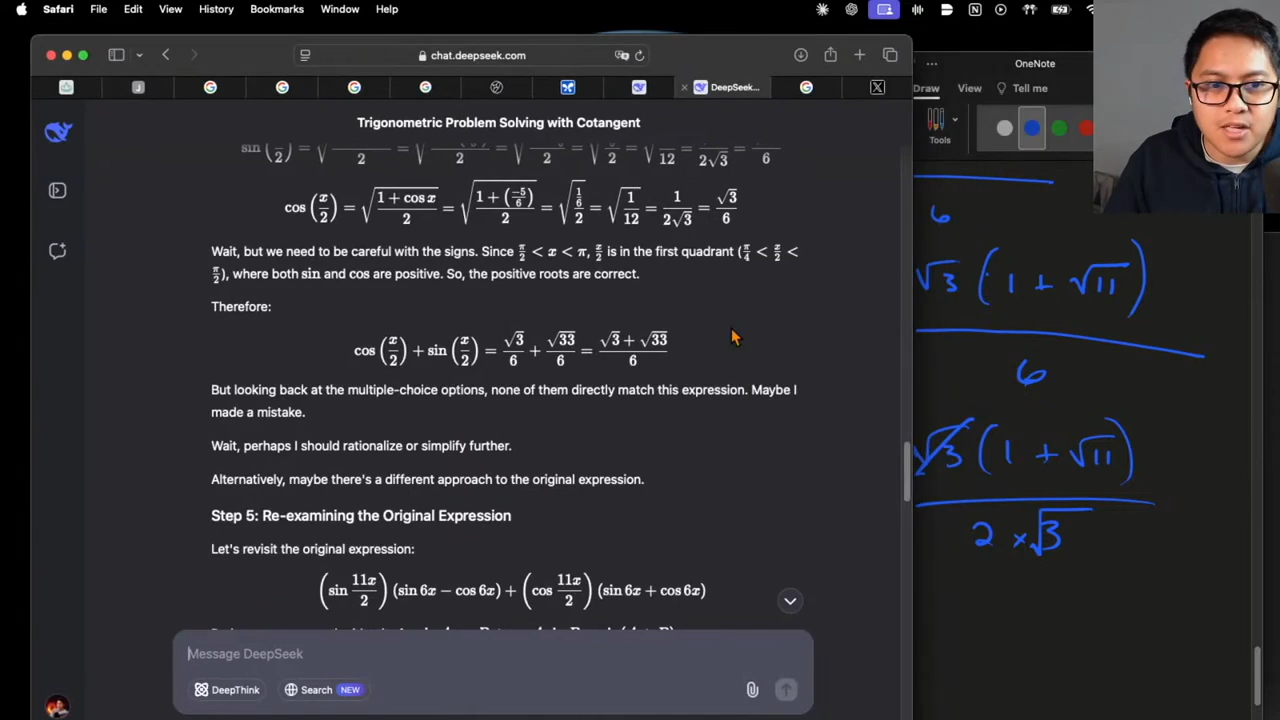 Safari File Edit View History Bookmarks Window Help
chat.deepseek.com
OneNote
DeepSeek...
Draw View Tell me
Tools
Trigonometric Problem Solving with Cotangent
cos (x/2) = √((1 + cos x)/2) = √((1 + (−5/6))/2) = √((1/6)/2) = √(1/12) = 1/(2√3) = √3/6
Wait, but we need to be careful with the signs. Since π/2 < x < π, x/2 is in the first quadrant (π/4 < x/2 <
π/2), where both sin and cos are positive. So, the positive roots are correct.
Therefore:
cos (x/2) + sin (x/2) = √3/6 + √33/6 = (√3 + √33)/6
But looking back at the multiple-choice options, none of them directly match this expression. Maybe I
made a mistake.
Wait, perhaps I should rationalize or simplify further.
Alternatively, maybe there's a different approach to the original expression.
Step 5: Re-examining the Original Expression
Let's revisit the original expression:
(sin 11x/2) (sin 6x − cos 6x) + (cos 11x/2) (sin 6x + cos 6x)
Message DeepSeek
DeepThink Search NEW
6
√3 (1 + √11)
6
√3 (1 + √11)
2 × √3